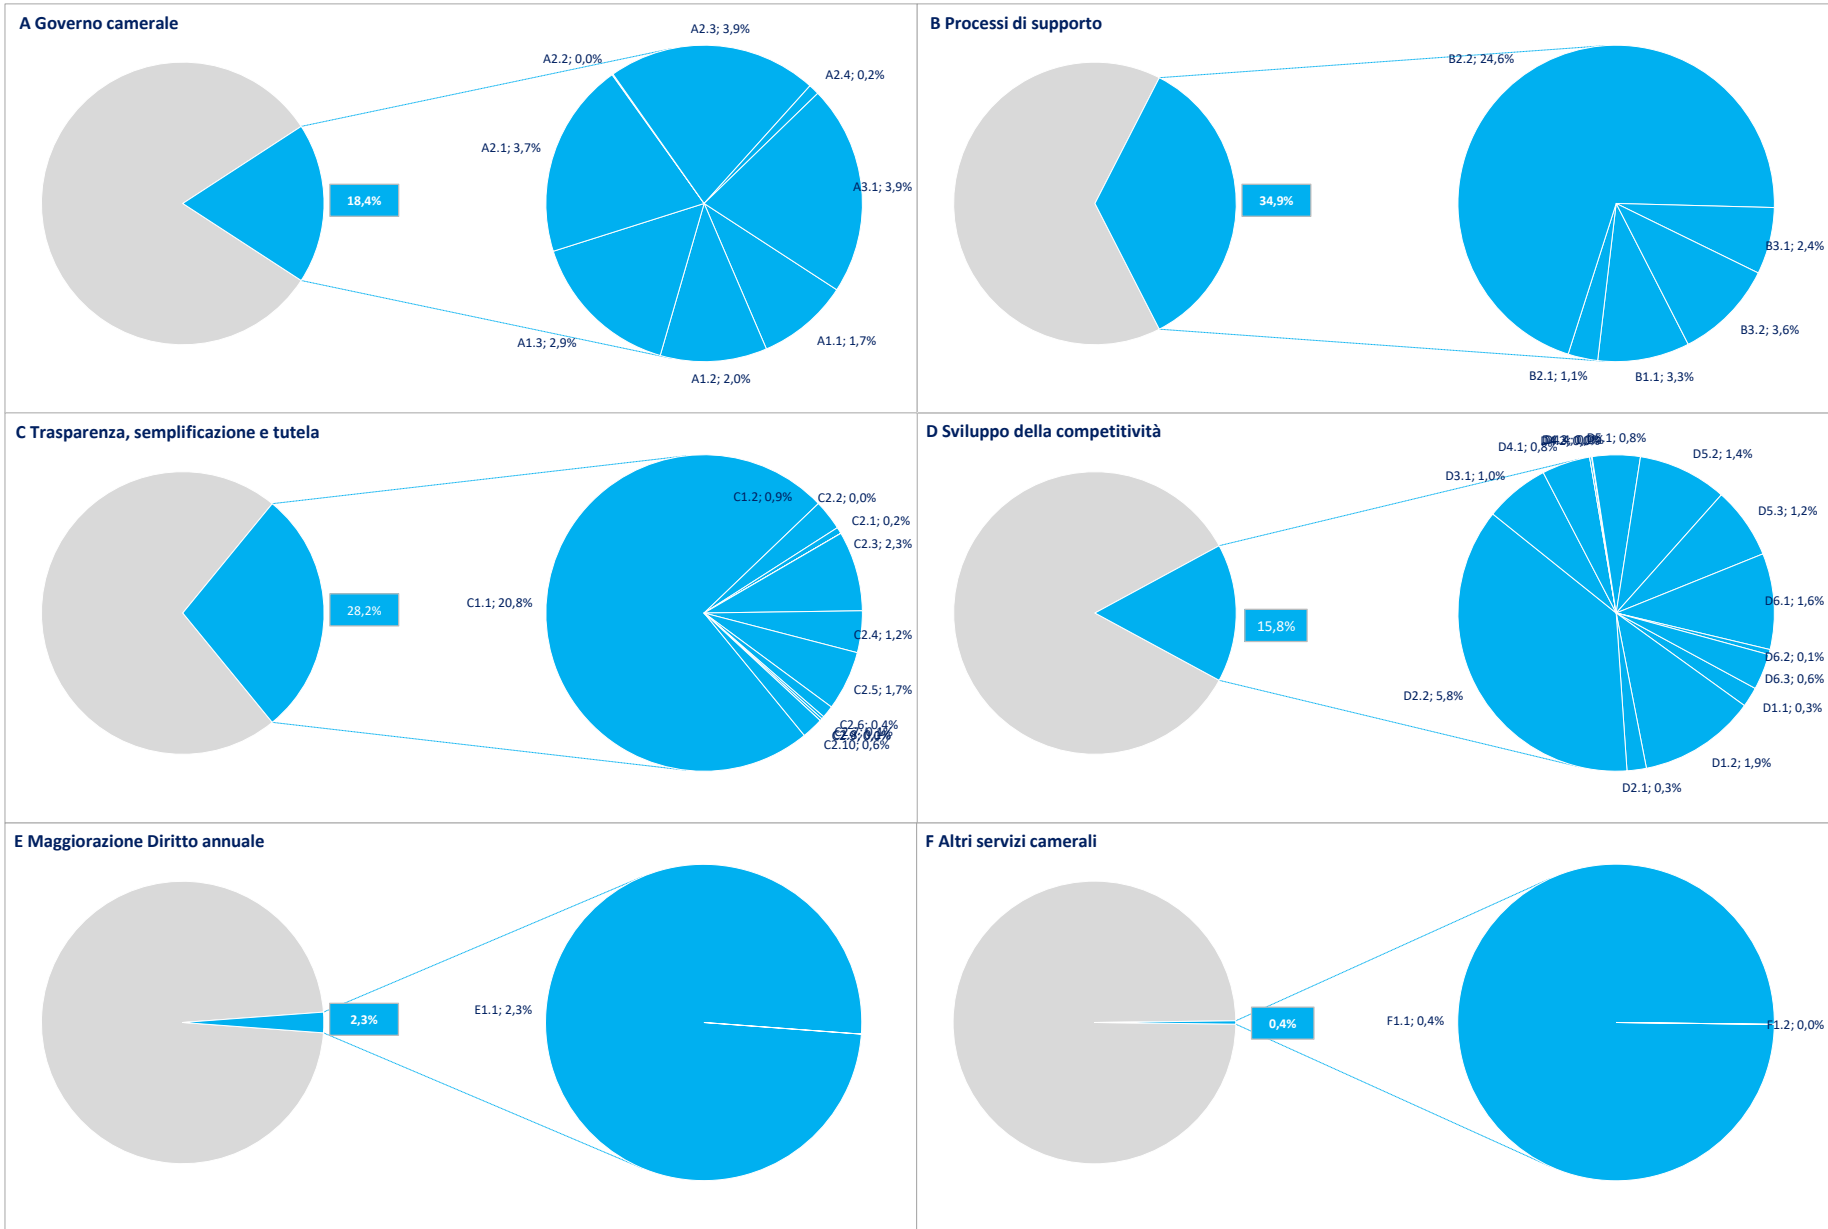 A Governo camerale
A2.3; 3,9%
A2.2; 0,0%
A2.4; 0,2%
A2.1; 3,7%
A3.1; 3,9%
18,4%
A1.3; 2,9%
A1.1; 1,7%
A1.2; 2,0%
B Processi di supporto
B2.2; 24,6%
34,9%
B3.1; 2,4%
B3.2; 3,6%
B2.1; 1,1%
B1.1; 3,3%
C Trasparenza, semplificazione e tutela
C1.2; 0,9%
C2.2; 0,0%
C2.1; 0,2%
C2.3; 2,3%
C1.1; 20,8%
28,2%
C2.4; 1,2%
C2.5; 1,7%
C2.6; 0,4%
C2.10; 0,6%
D Sviluppo della competitività
D4.1; 0,8%
D5.1; 0,8%
D5.2; 1,4%
D3.1; 1,0%
D5.3; 1,2%
D6.1; 1,6%
15,8%
D6.2; 0,1%
D6.3; 0,6%
D2.2; 5,8%
D1.1; 0,3%
D1.2; 1,9%
D2.1; 0,3%
E Maggiorazione Diritto annuale
E1.1; 2,3%
2,3%
F Altri servizi camerali
F1.1; 0,4%
0,4%
F1.2; 0,0%